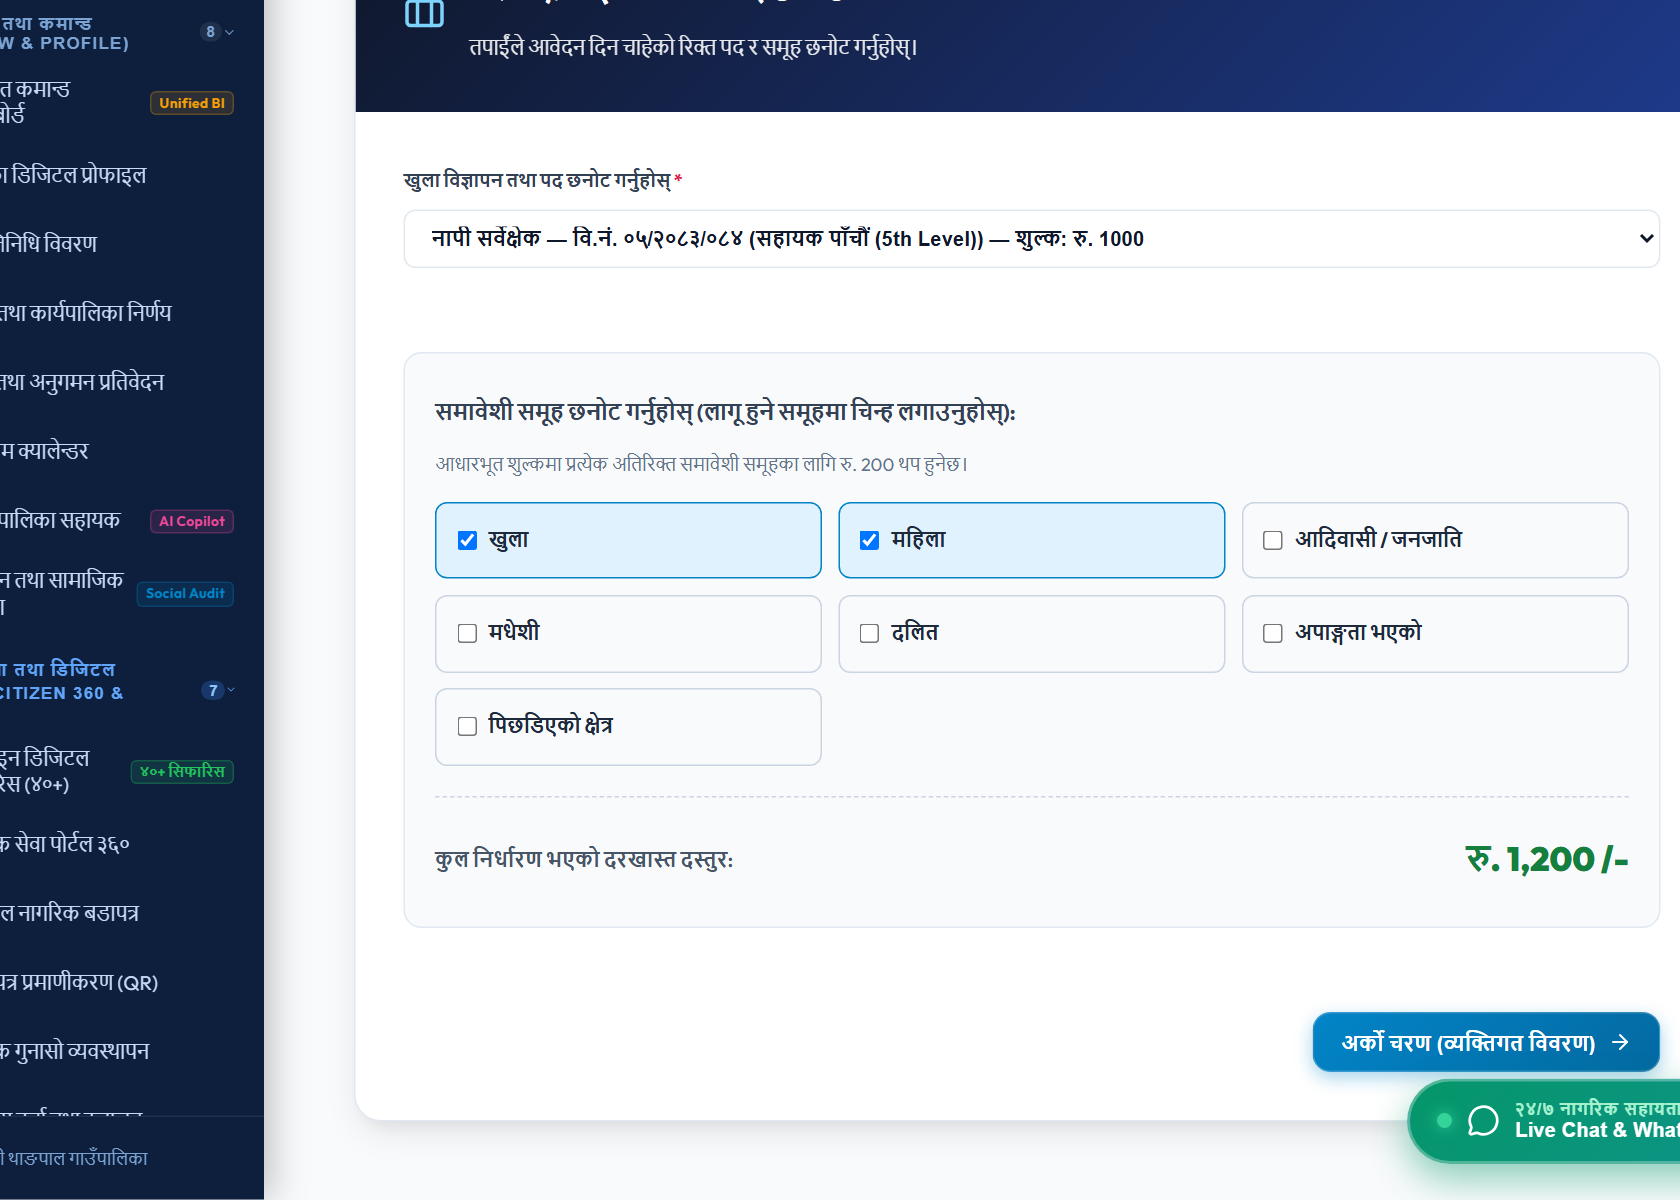 तथा कमान्ड
W & PROFILE)
8
त कमान्ड
बोर्ड
Unified BI
डिजिटल प्रोफाइल
निधि विवरण
तथा कार्यपालिका निर्णय
तथा अनुगमन प्रतिवेदन
म क्यालेन्डर
पालिका सहायक
AI Copilot
न तथा सामाजिक
Social Audit
तथा डिजिटल
CITIZEN 360 &
7
इन डिजिटल
रिस (४०+)
४०+ सिफारिस
क सेवा पोर्टल ३६०
ल नागरिक बडापत्र
पत्र प्रमाणीकरण (QR)
क गुनासो व्यवस्थापन
थाङपाल गाउँपालिका
तपाईंले आवेदन दिन चाहेको रिक्त पद र समूह छनोट गर्नुहोस्।
खुला विज्ञापन तथा पद छनोट गर्नुहोस् *
नापी सर्वेक्षक — वि.नं. ०५/२०८३/०८४ (सहायक पाँचौं (5th Level)) — शुल्क: रु. 1000
समावेशी समूह छनोट गर्नुहोस् (लागू हुने समूहमा चिन्ह लगाउनुहोस्):
आधारभूत शुल्कमा प्रत्येक अतिरिक्त समावेशी समूहका लागि रु. 200 थप हुनेछ।
खुला
महिला
आदिवासी / जनजाति
मधेशी
दलित
अपाङ्गता भएको
पिछडिएको क्षेत्र
कुल निर्धारण भएको दरखास्त दस्तुर:
रु. 1,200 /-
अर्को चरण (व्यक्तिगत विवरण) →
२४/७ नागरिक सहायता
Live Chat & What